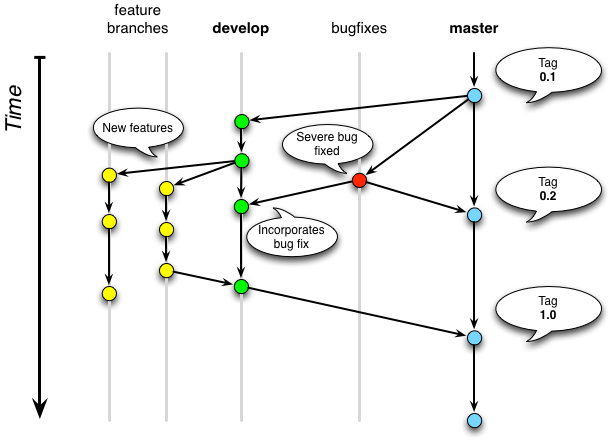 feature
branches
develop
bugfixes
master
Time
Tag
0.1
New features
Severe bug
fixed
Tag
0.2
Incorporates
bug fix
Tag
1.0